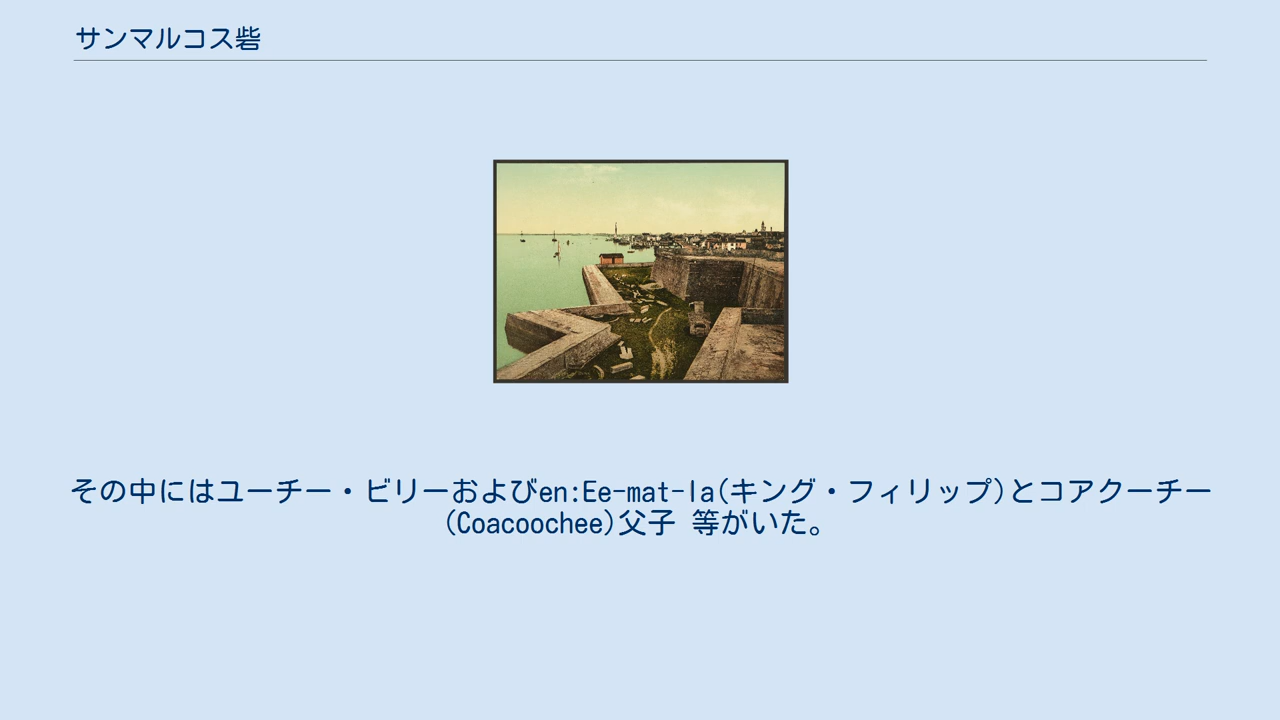 サンマルコス砦
その中にはユーチー・ビリーおよびen:Ee-mat-la(キング・フィリップ)とコアクーチー
(Coacoochee)父子 等がいた。